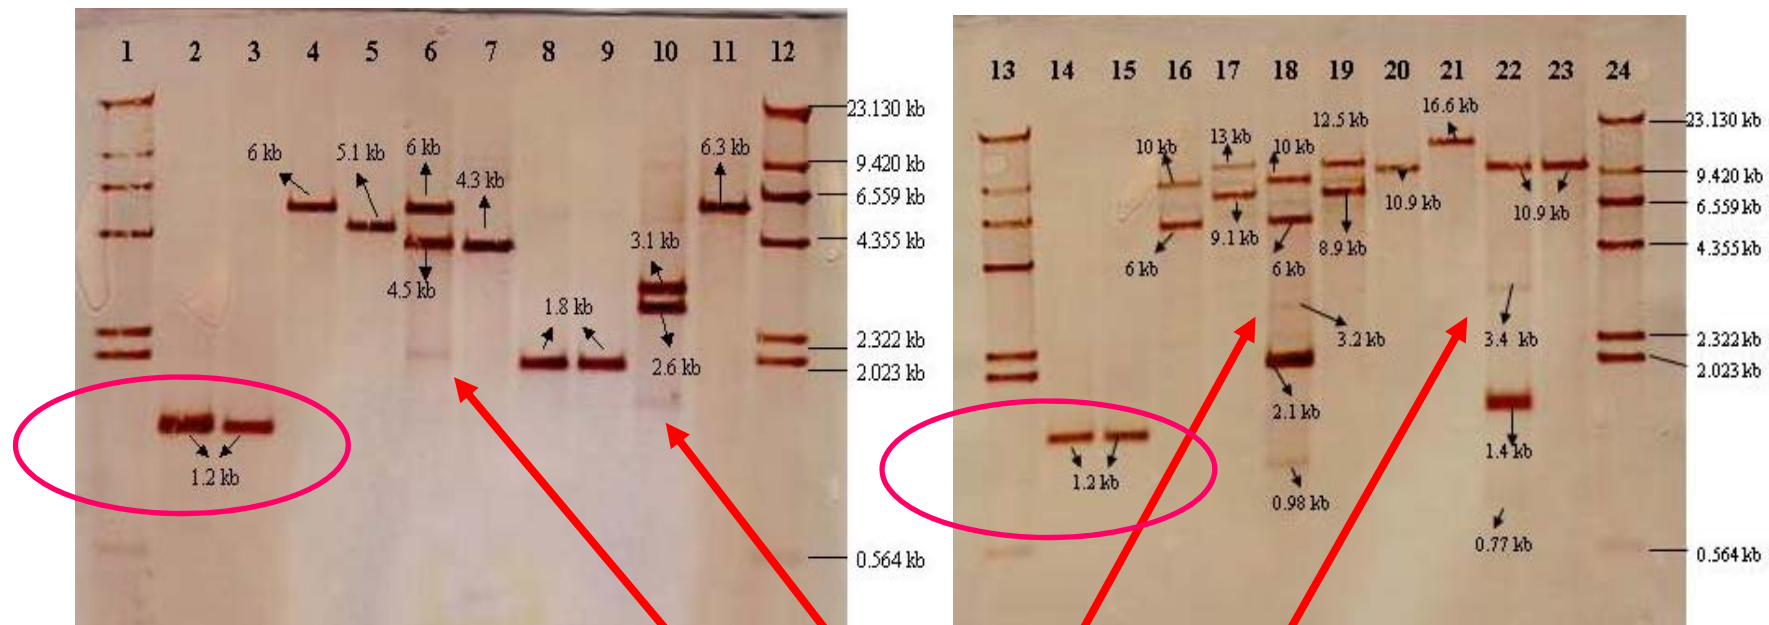 1 2 3 4 5 6 7 8 9 10 11 12
23.130 kb
6 kb
5.1 kb
6 kb
4.3 kb
6.3 kb
9.420 kb
6.559 kb
3.1 kb
4.355 kb
4.5 kb
1.8 kb
2.322 kb
2.6 kb
2.023 kb
1.2 kb
0.564 kb
13 14 15 16 17 18 19 20 21 22 23 24
16.6 kb
12.5 kb
23.130 kb
10 kb
13 kb
10 kb
9.420 kb
10.9 kb
10.9 kb
6.559 kb
9.1 kb
8.9 kb
4.355 kb
6 kb
6 kb
3.2 kb
3.4 kb
2.322 kb
2.023 kb
2.1 kb
1.4 kb
1.2 kb
0.98 kb
0.77 kb
0.564 kb